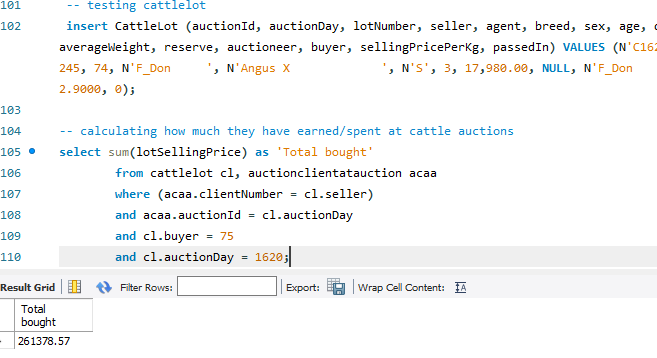 101 -- testing cattlelot
102 insert CattleLot (auctionId, auctionDay, lotNumber, seller, agent, breed, sex, age,
averageWeight, reserve, auctioneer, buyer, sellingPricePerKg, passedIn) VALUES (N'C162
245, 74, N'F_Don ', N'Angus X ', N'S', 3, 17,980.00, NULL, N'F_Don
2.9000, 0);
103
104 -- calculating how much they have earned/spent at cattle auctions
105 select sum(lotSellingPrice) as 'Total bought'
106 from cattlelot cl, auctionclientatauction acaa
107 where (acaa.clientNumber = cl.seller)
108 and acaa.auctionId = cl.auctionDay
109 and cl.buyer = 75
110 and cl.auctionDay = 1620;
Result Grid Filter Rows: Export: Wrap Cell Content: IA
Total
bought
261378.57